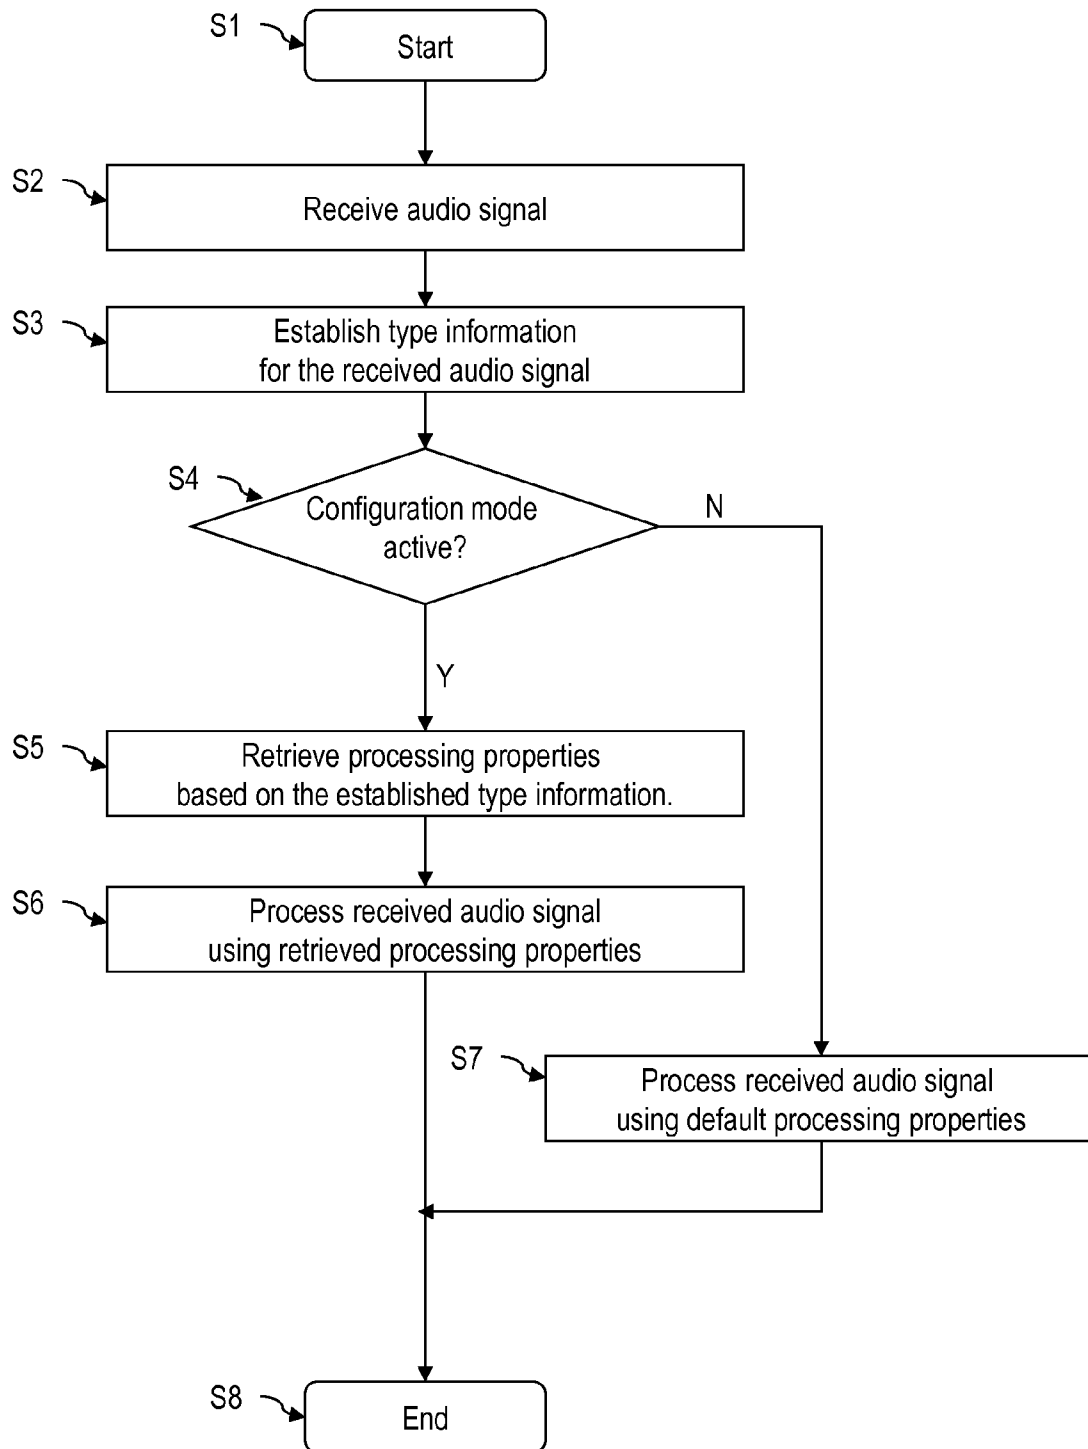 S1
Start
S2
Receive audio signal
S3
Establish type information
for the received audio signal
S4
Configuration mode
active?
N
Y
S5
Retrieve processing properties
based on the established type information.
S6
Process received audio signal
using retrieved processing properties
S7
Process received audio signal
using default processing properties
S8
End